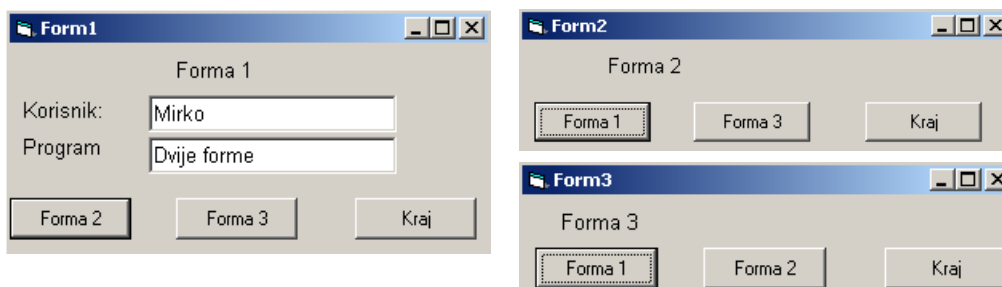 Form1
Forma 1
Korisnik: Mirko
Program Dvije forme
Forma 2 Forma 3 Kraj
Form2
Forma 2
Forma 1 Forma 3 Kraj
Form3
Forma 3
Forma 1 Forma 2 Kraj